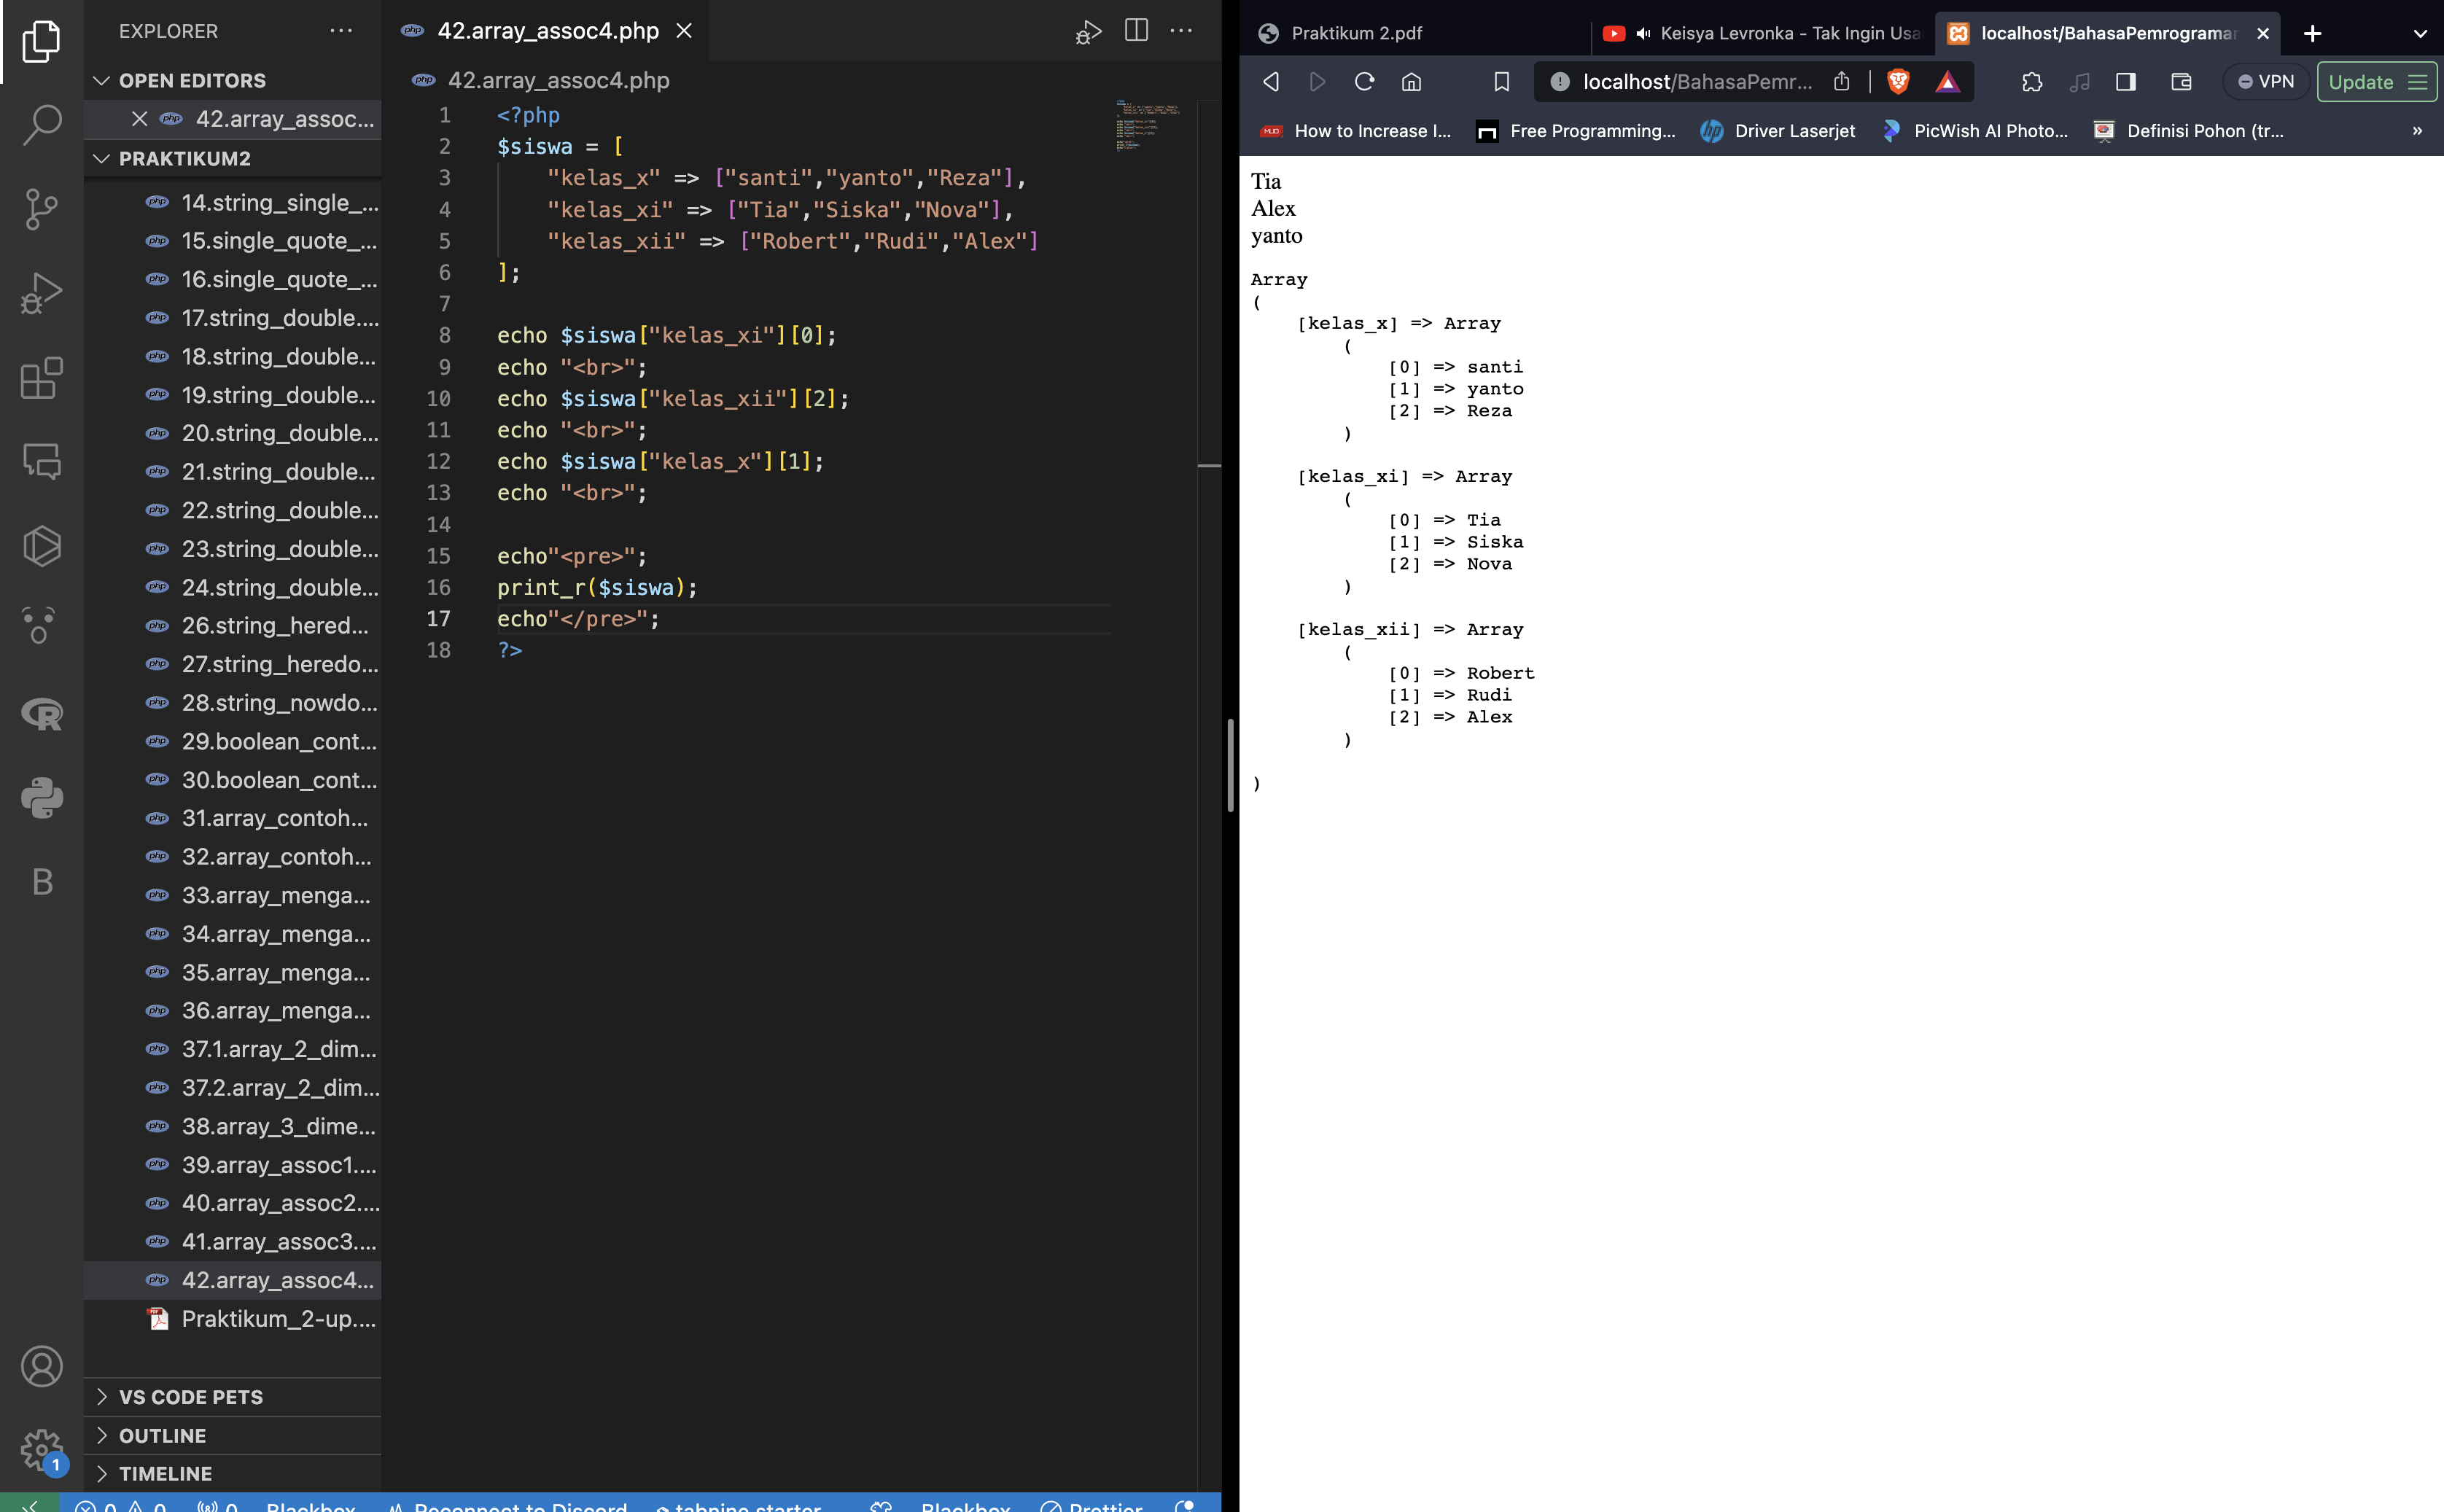 EXPLORER
OPEN EDITORS
42.array_assoc...
PRAKTIKUM2
14.string_single_...
15.single_quote_...
16.single_quote_...
17.string_double....
18.string_double...
19.string_double...
20.string_double...
21.string_double...
22.string_double...
23.string_double...
24.string_double...
26.string_hered...
27.string_heredo...
28.string_nowdo...
29.boolean_cont...
30.boolean_cont...
31.array_contoh...
32.array_contoh...
33.array_menga...
34.array_menga...
35.array_menga...
36.array_menga...
37.1.array_2_dim...
37.2.array_2_dim...
38.array_3_dime...
39.array_assoc1....
40.array_assoc2....
41.array_assoc3....
42.array_assoc4...
Praktikum_2-up....
VS CODE PETS
OUTLINE
TIMELINE
B
1
42.array_assoc4.php
42.array_assoc4.php
1 <?php
2 $siswa = [
3 "kelas_x" => ["santi","yanto","Reza"],
4 "kelas_xi" => ["Tia","Siska","Nova"],
5 "kelas_xii" => ["Robert","Rudi","Alex"]
6 ];
7
8 echo $siswa["kelas_xi"][0];
9 echo "<br>";
10 echo $siswa["kelas_xii"][2];
11 echo "<br>";
12 echo $siswa["kelas_x"][1];
13 echo "<br>";
14
15 echo"<pre>";
16 print_r($siswa);
17 echo"</pre>";
18 ?>
0 0 0 Blackbox Reconnect to Discord tabnine starter Blackbox Prettier
Praktikum 2.pdf
Keisya Levronka - Tak Ingin Usa
localhost/BahasaPemrograman
localhost/BahasaPemr...
VPN
Update
How to Increase I...
Free Programming...
Driver Laserjet
PicWish AI Photo...
Definisi Pohon (tr...
»
Tia
Alex
yanto
Array
(
[kelas_x] => Array
(
[0] => santi
[1] => yanto
[2] => Reza
)
[kelas_xi] => Array
(
[0] => Tia
[1] => Siska
[2] => Nova
)
[kelas_xii] => Array
(
[0] => Robert
[1] => Rudi
[2] => Alex
)
)